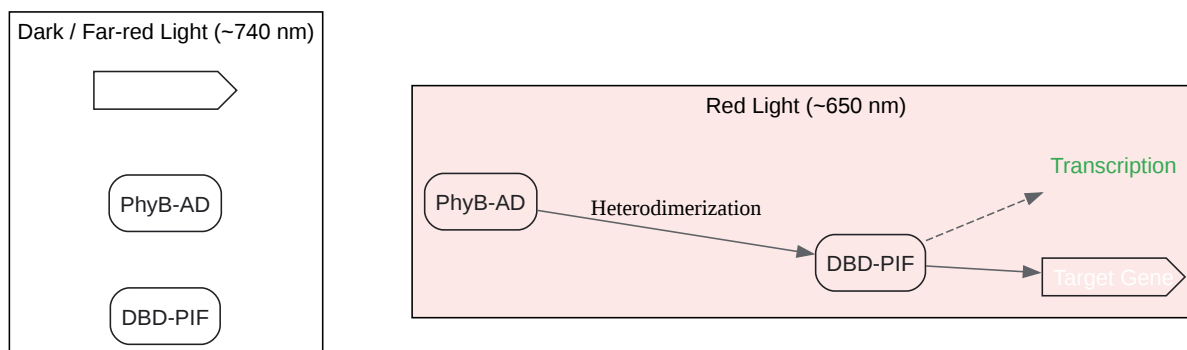 Dark / Far-red Light (~740 nm)
PhyB-AD
DBD-PIF
Red Light (~650 nm)
Transcription
PhyB-AD
Heterodimerization
DBD-PIF
Target Gene